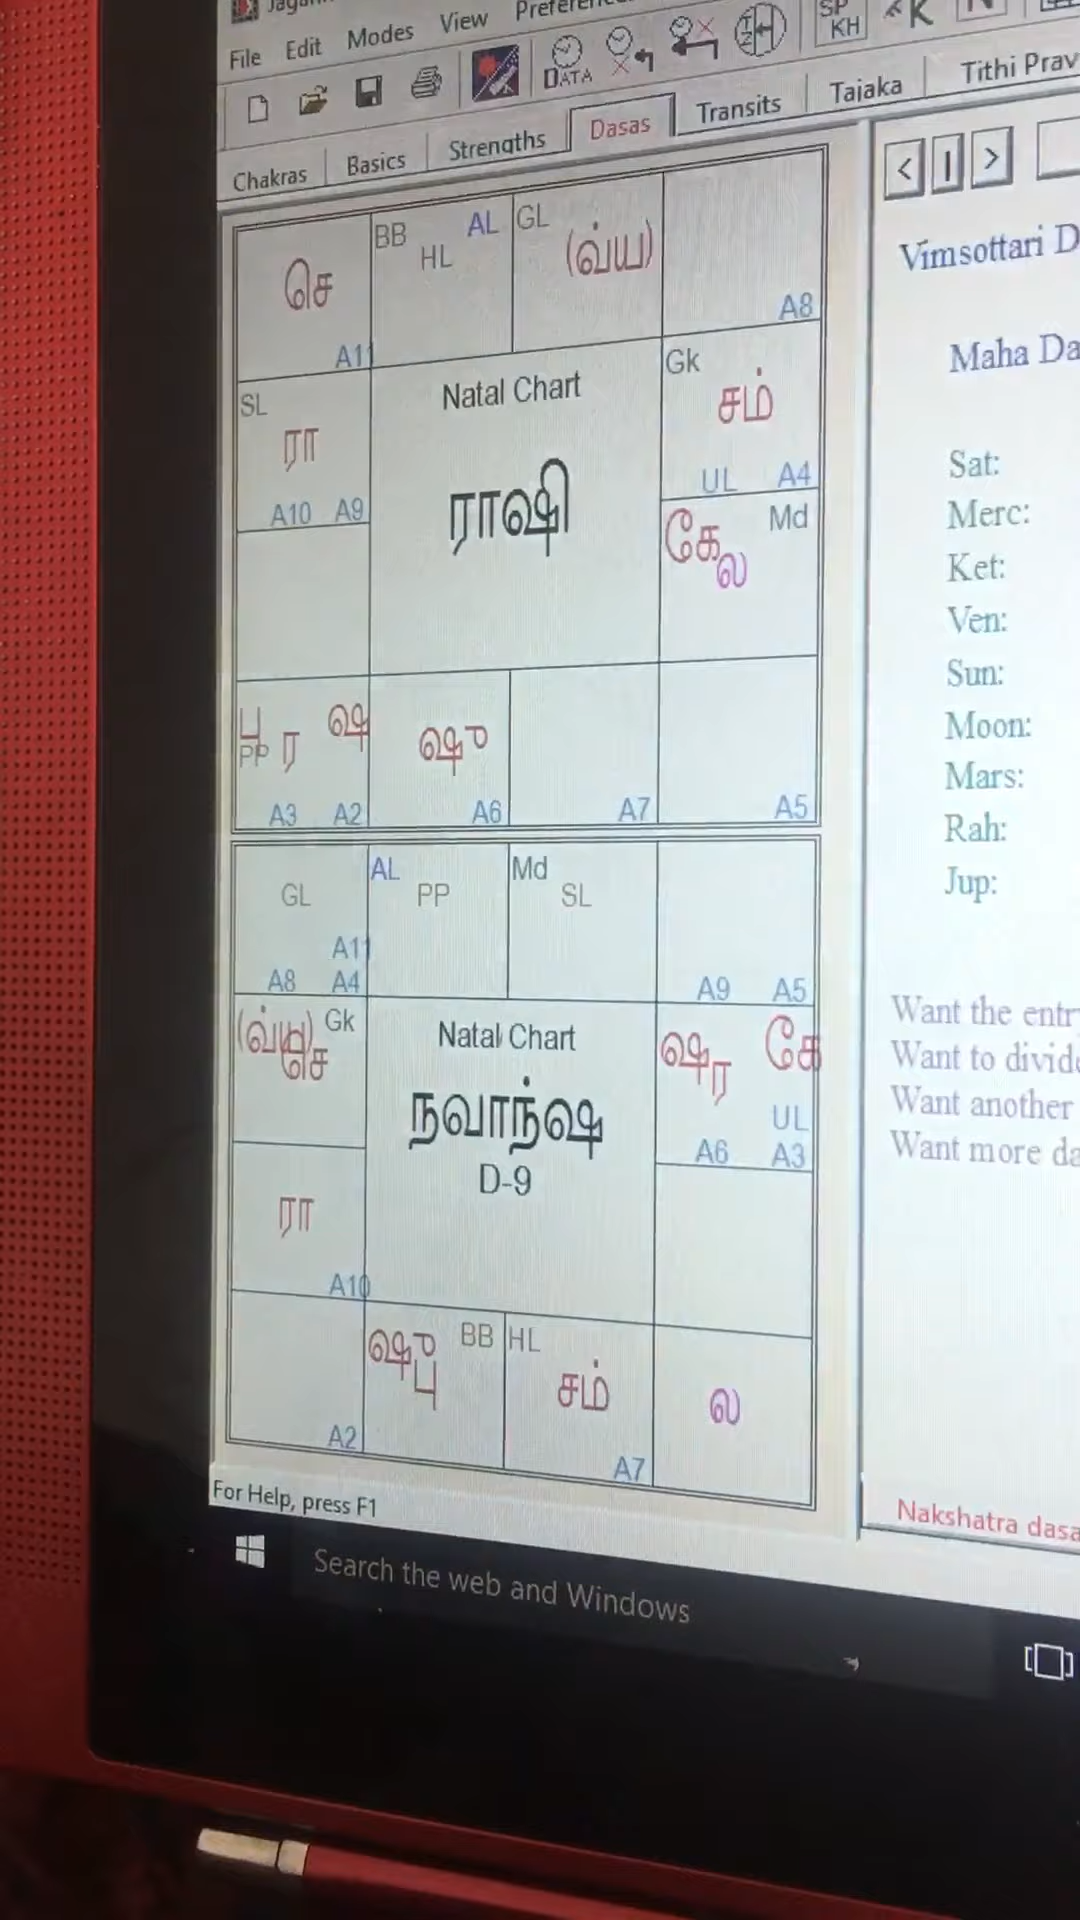 File Edit Modes View
DATA
SP
KH
K
Chakras Basics Strengths Dasas Transits Tajaka Tithi Prav
செ
A11
BB AL
HL
GL
(வ்ய)
A8
SL
ரா
A10 A9
Natal Chart
ராஷி
Gk
சம்
UL A4
கே Md
ல
பு ர ஷ
PP
A3 A2
ஷு
A6
A7
A5
GL
A11
A8 A4
AL
PP
Md
SL
A9 A5
(வ்ய) Gk
செ
Natal Chart
நவாந்ஷ
D-9
ஷ ர கே
UL
A6 A3
ரா
A10
A2
ஷு BB
பு
HL
சம்
A7
ல
< | >
Vimsottari D
Maha Da
Sat:
Merc:
Ket:
Ven:
Sun:
Moon:
Mars:
Rah:
Jup:
Want the entry
Want to divide
Want another
Want more da
Nakshatra dasa
For Help, press F1
Search the web and Windows